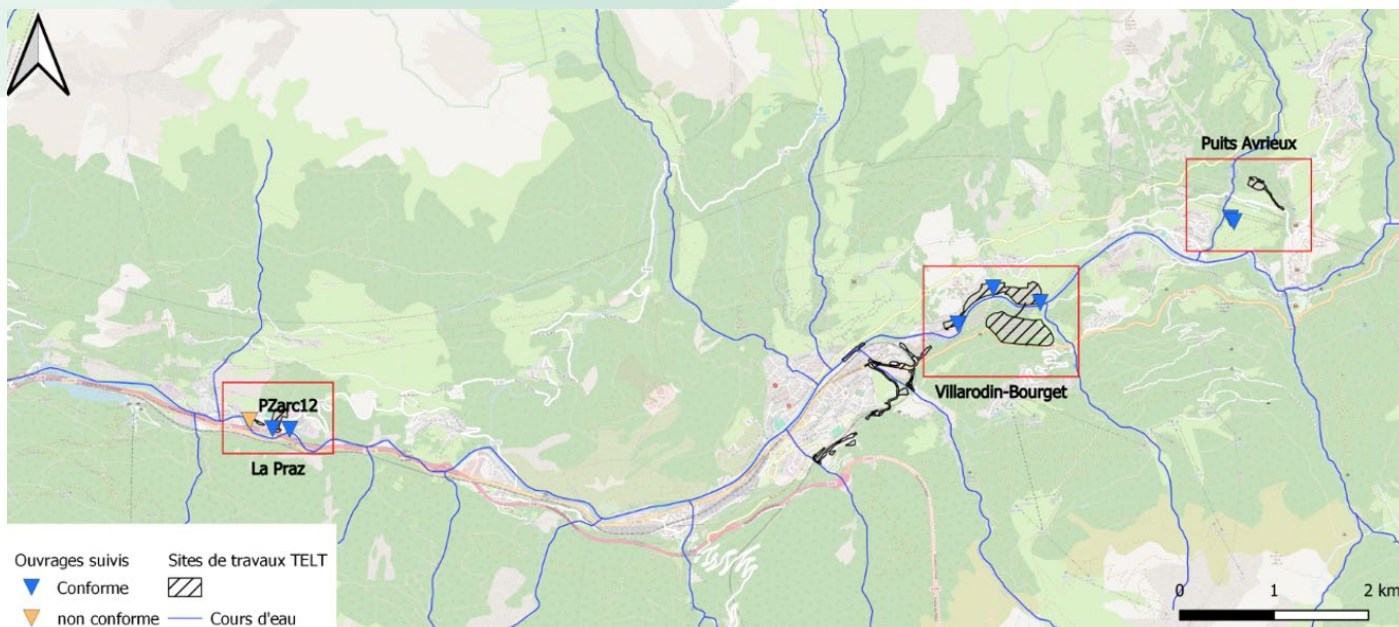 Puits Avrieux
Villarodin-Bourget
PZarc12
La Praz
Ouvrages suivis
Sites de travaux TELT
Conforme
non conforme
Cours d'eau
0 1 2 km